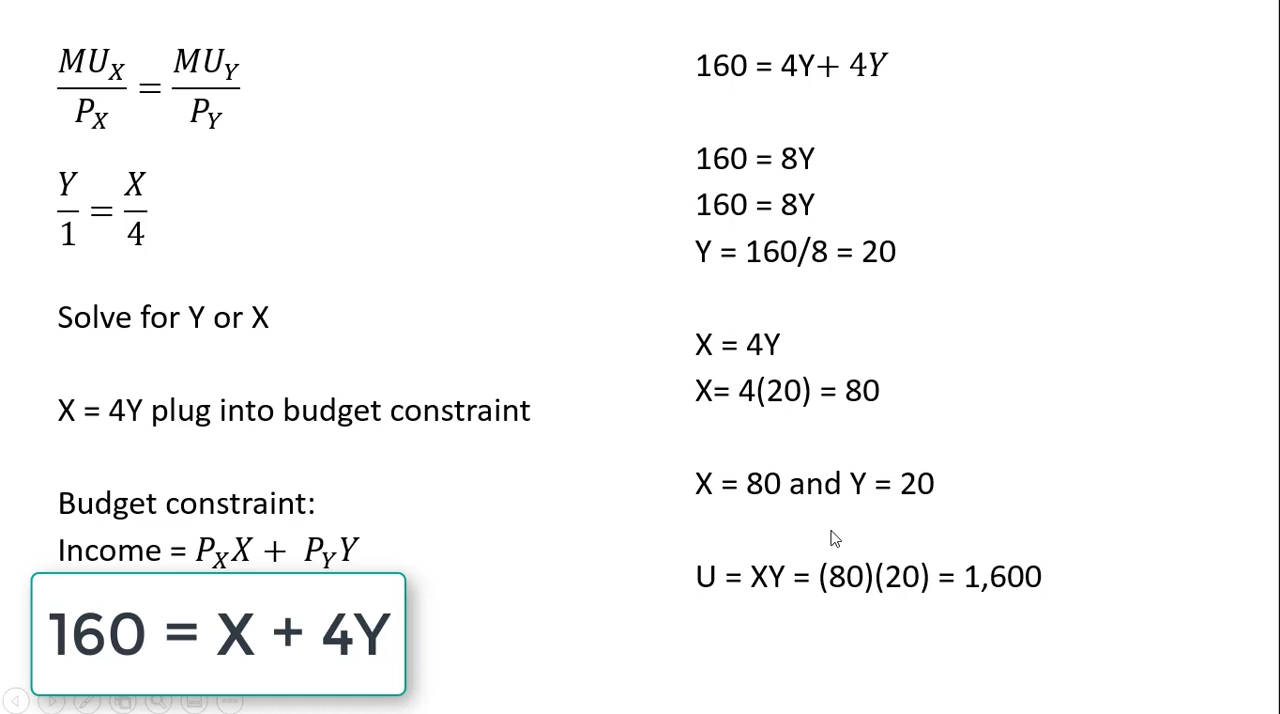 MU_X / P_X = MU_Y / P_Y
Y / 1 = X / 4
Solve for Y or X
X = 4Y plug into budget constraint
Budget constraint:
Income = P_X X + P_Y Y
160 = X + 4Y
160 = 4Y+ 4Y
160 = 8Y
160 = 8Y
Y = 160/8 = 20
X = 4Y
X= 4(20) = 80
X = 80 and Y = 20
U = XY = (80)(20) = 1,600